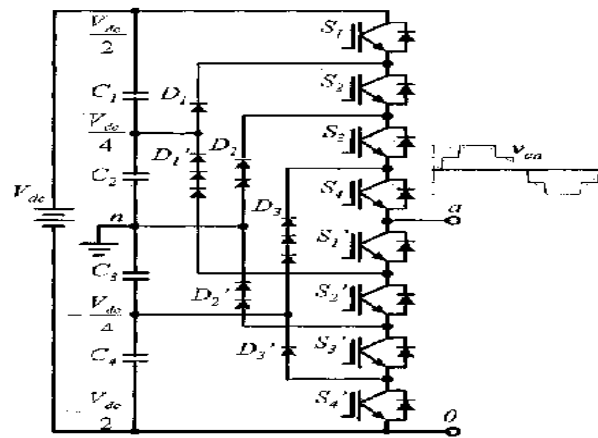 V_dc/2
S_1
C_1
D_1
S_2
V_dc/4
D_1'
D_2
S_3
V_an
C_2
S_4
a
V_dc
n
D_3
S_1'
C_3
D_2'
S_2'
-V_dc/4
D_3'
S_3'
C_4
V_dc/2
S_4'
0